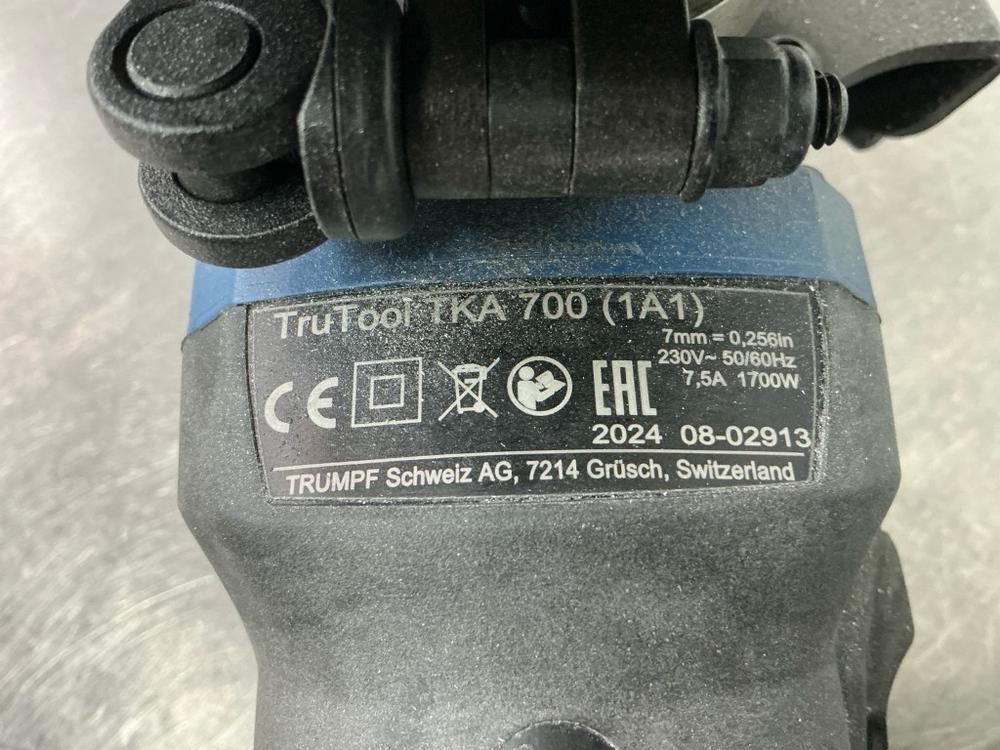 TruTool TKA 700 (1A1)
7mm = 0,256in
230V~ 50/60Hz
7,5A 1700W
CE
EAC
2024 08-02913
TRUMPF Schweiz AG, 7214 Grüsch, Switzerland